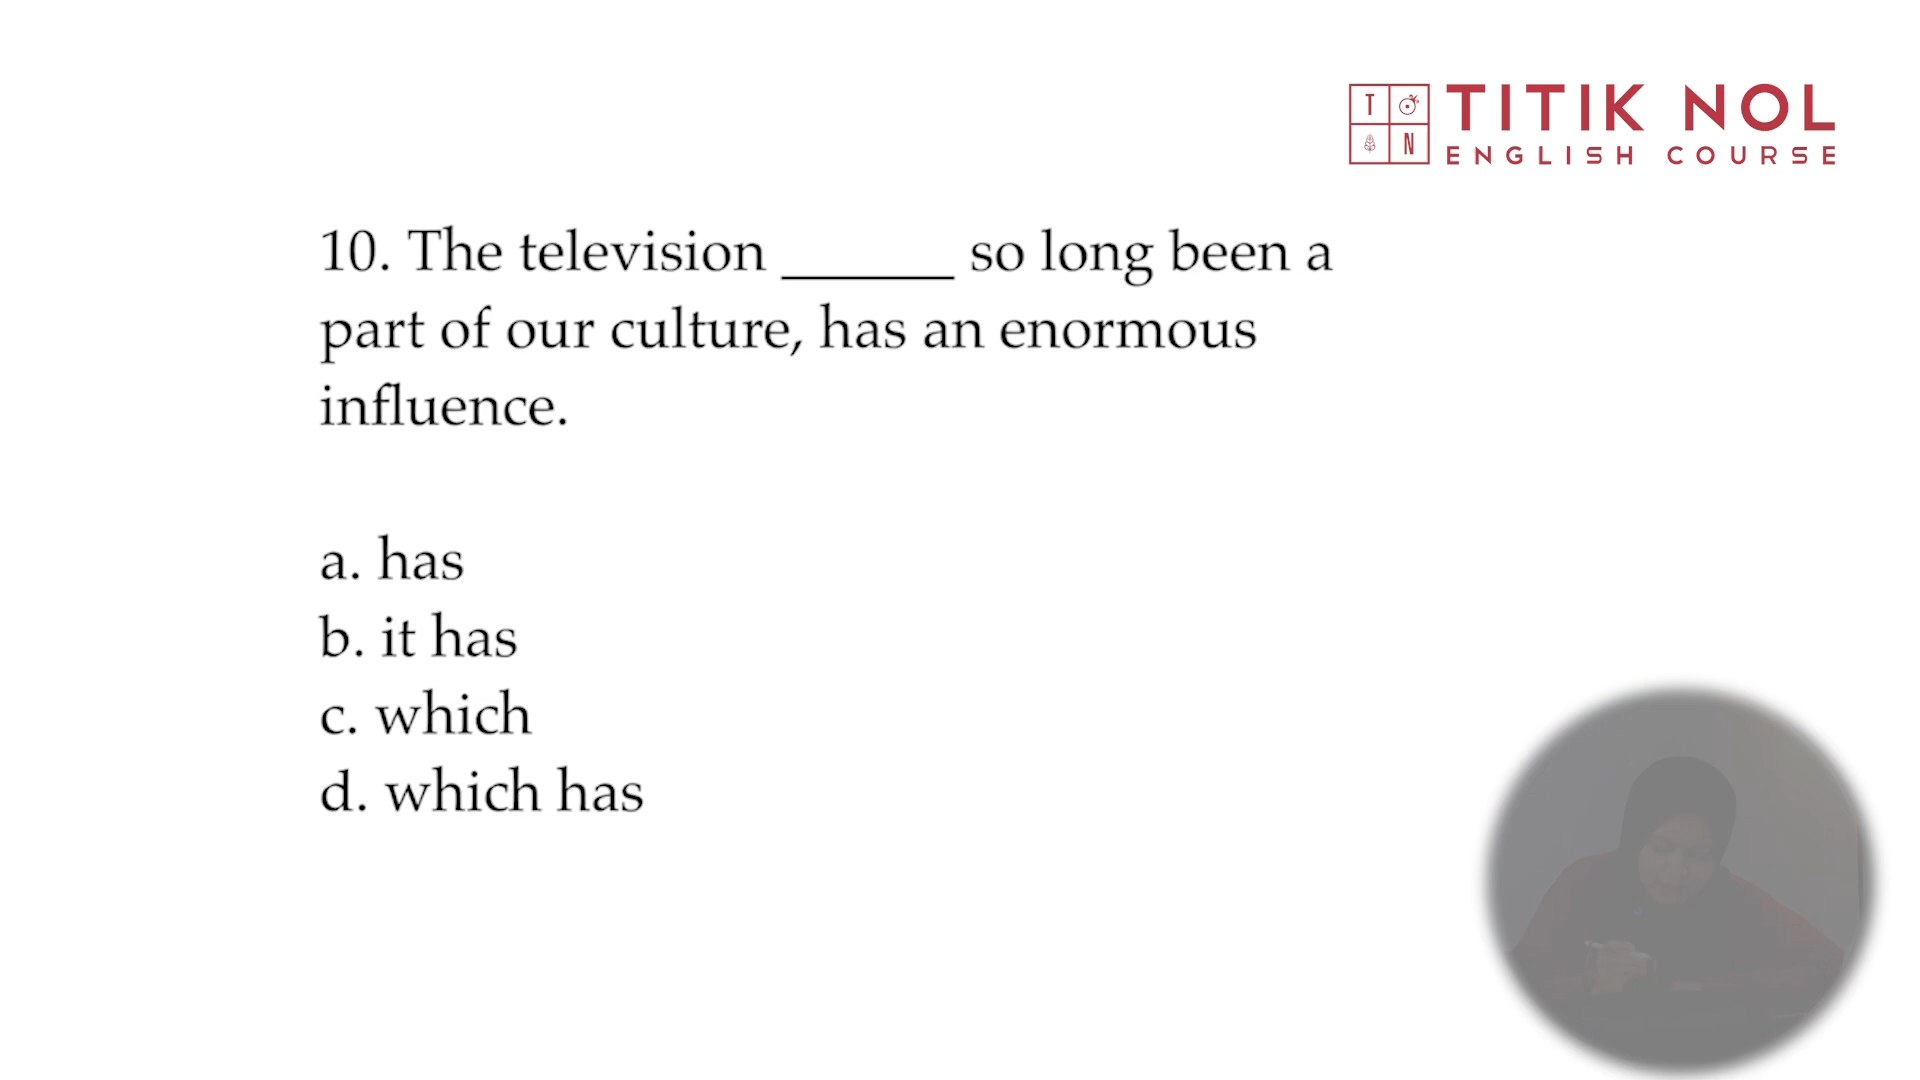 T
N
TITIK NOL
ENGLISH COURSE
10. The television ______ so long been a
part of our culture, has an enormous
influence.
a. has
b. it has
c. which
d. which has